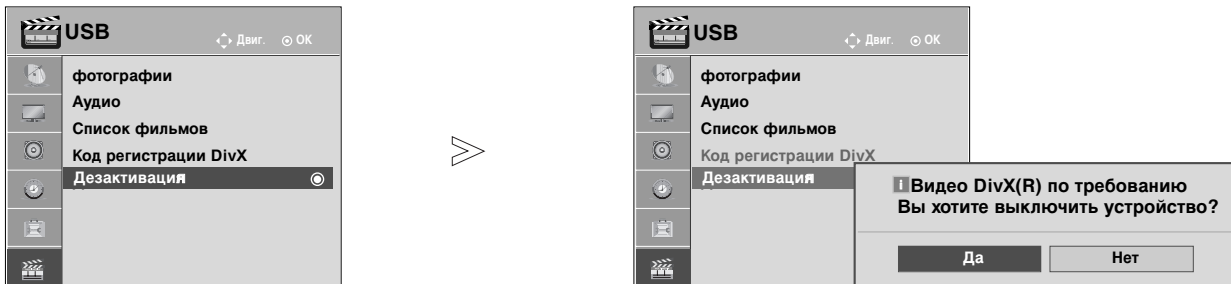 USB
Двиг. OK
фотографии
Аудио
Список фильмов
Код регистрации DivX
Дезактивация
USB
Двиг. OK
фотографии
Аудио
Список фильмов
Код регистрации DivX
Дезактивация
Видео DivX(R) по требованию
Вы хотите выключить устройство?
Да Нет